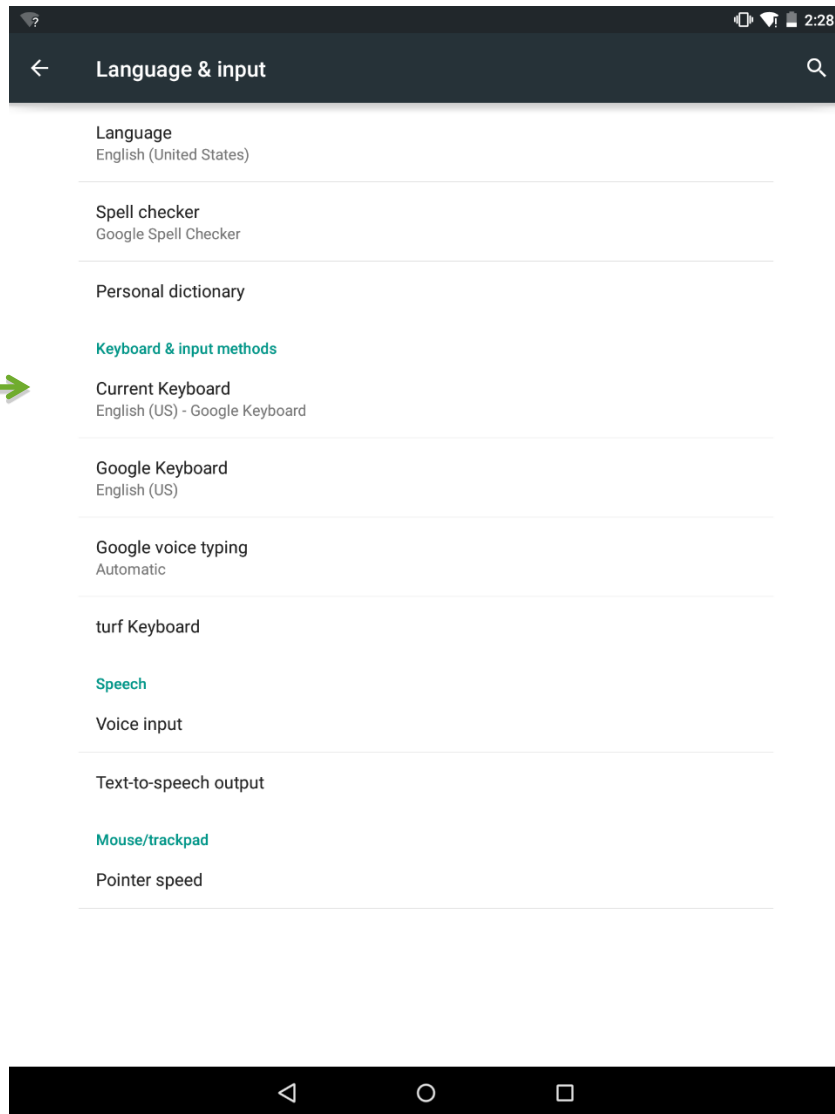 2:28
Language & input
Language
English (United States)
Spell checker
Google Spell Checker
Personal dictionary
Keyboard & input methods
Current Keyboard
English (US) - Google Keyboard
Google Keyboard
English (US)
Google voice typing
Automatic
turf Keyboard
Speech
Voice input
Text-to-speech output
Mouse/trackpad
Pointer speed